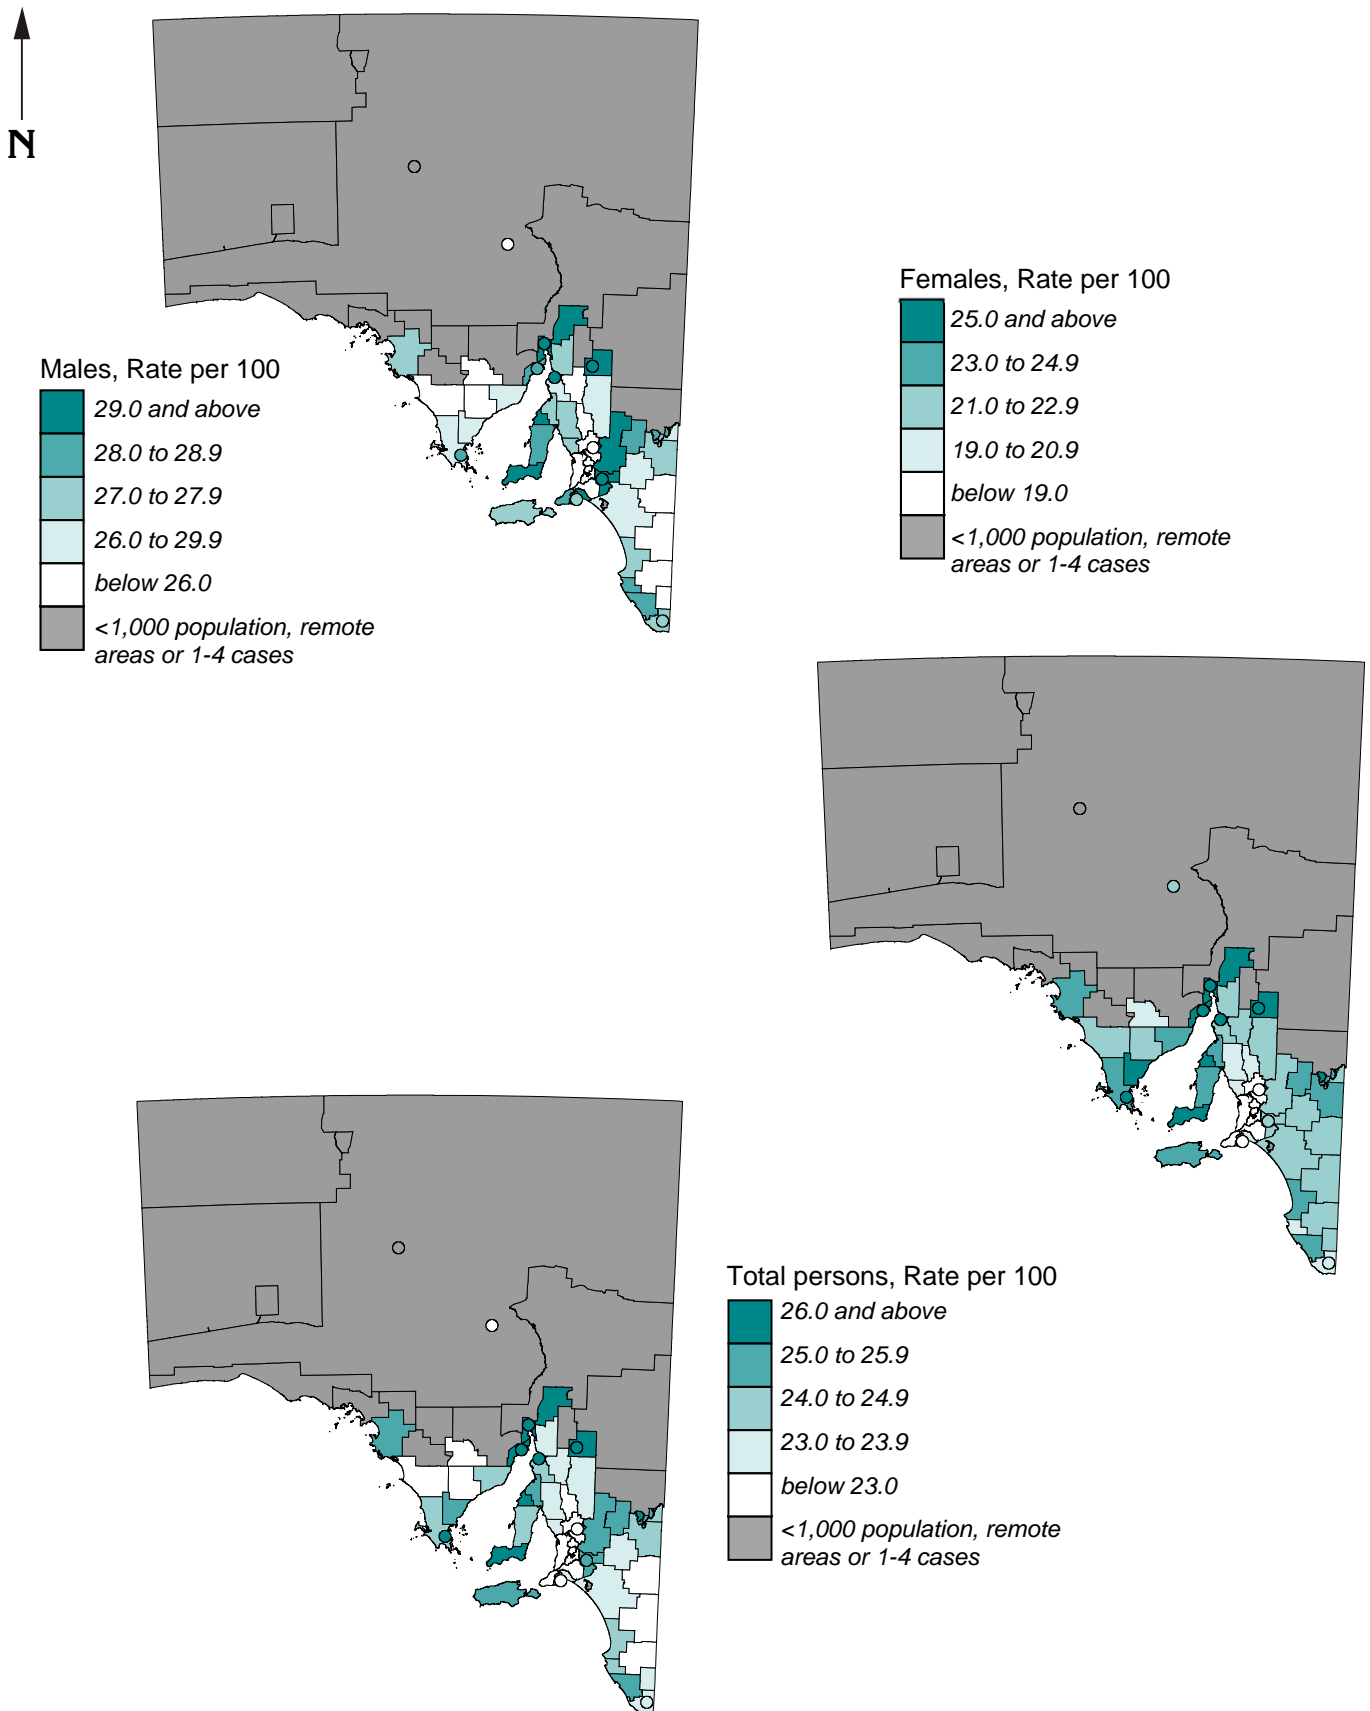 N
Males, Rate per 100
29.0 and above
28.0 to 28.9
27.0 to 27.9
26.0 to 29.9
below 26.0
<1,000 population, remote
areas or 1-4 cases
Females, Rate per 100
25.0 and above
23.0 to 24.9
21.0 to 22.9
19.0 to 20.9
below 19.0
<1,000 population, remote
areas or 1-4 cases
Total persons, Rate per 100
26.0 and above
25.0 to 25.9
24.0 to 24.9
23.0 to 23.9
below 23.0
<1,000 population, remote
areas or 1-4 cases